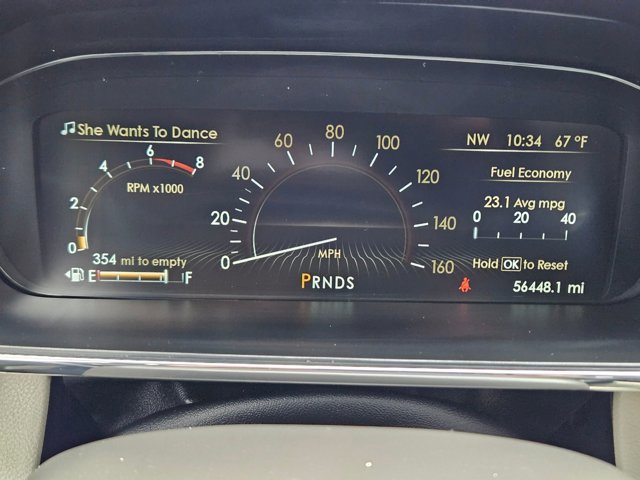 ♫ She Wants To Dance
0 2 4 6 8
RPM x1000
354 mi to empty
E F
0 20 40 60 80 100 120 140 160
MPH
PRNDS
NW 10:34 67 °F
Fuel Economy
23.1 Avg mpg
0 20 40
Hold OK to Reset
56448.1 mi